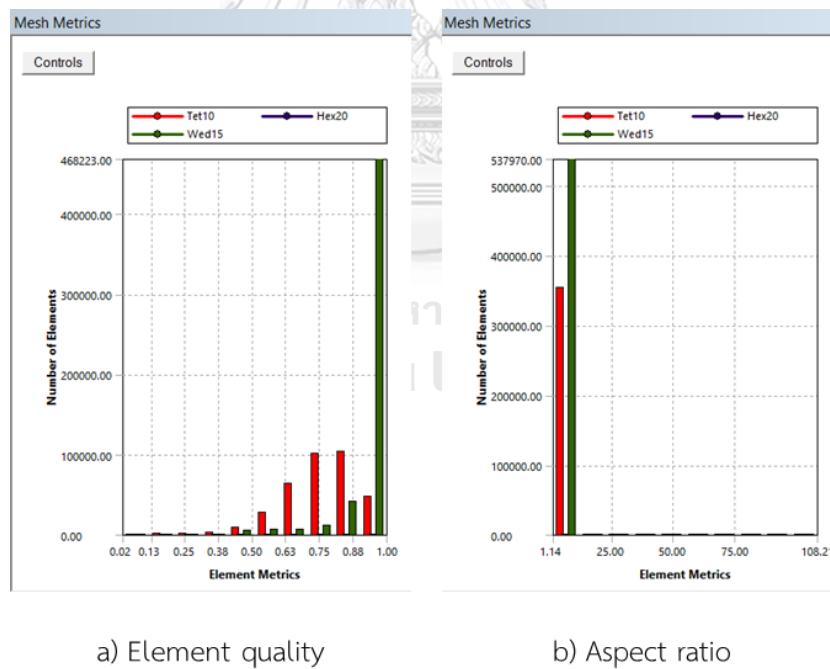 Mesh Metrics
Controls
Tet10
Hex20
Wed15
468223.00
400000.00
300000.00
200000.00
100000.00
0.00
Number of Elements
0.02 0.13 0.25 0.38 0.50 0.63 0.75 0.88 1.00
Element Metrics
a) Element quality
Mesh Metrics
Controls
Tet10
Hex20
Wed15
537970.00
500000.00
400000.00
300000.00
200000.00
100000.00
0.00
Number of Elements
1.14 25.00 50.00 75.00
Element Metrics
b) Aspect ratio